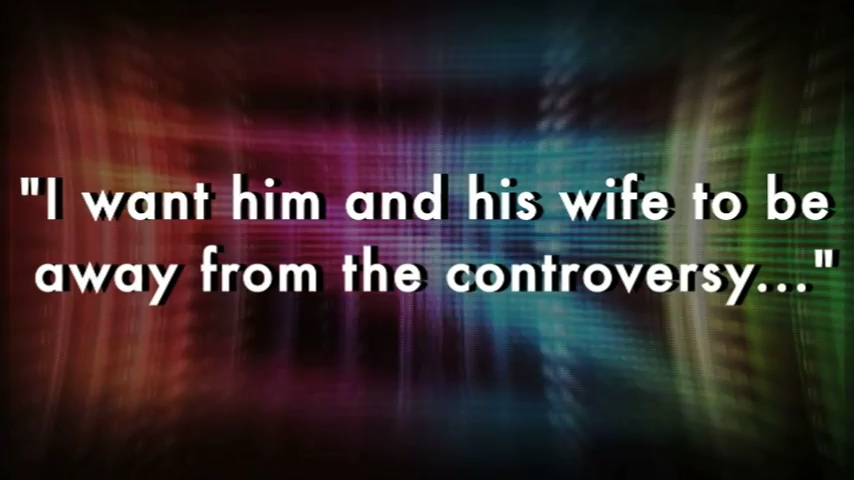 "I want him and his wife to be
away from the controversy..."